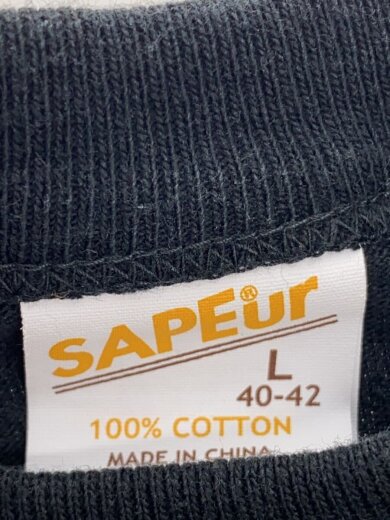 SAPEur®
L
40-42
100% COTTON
MADE IN CHINA